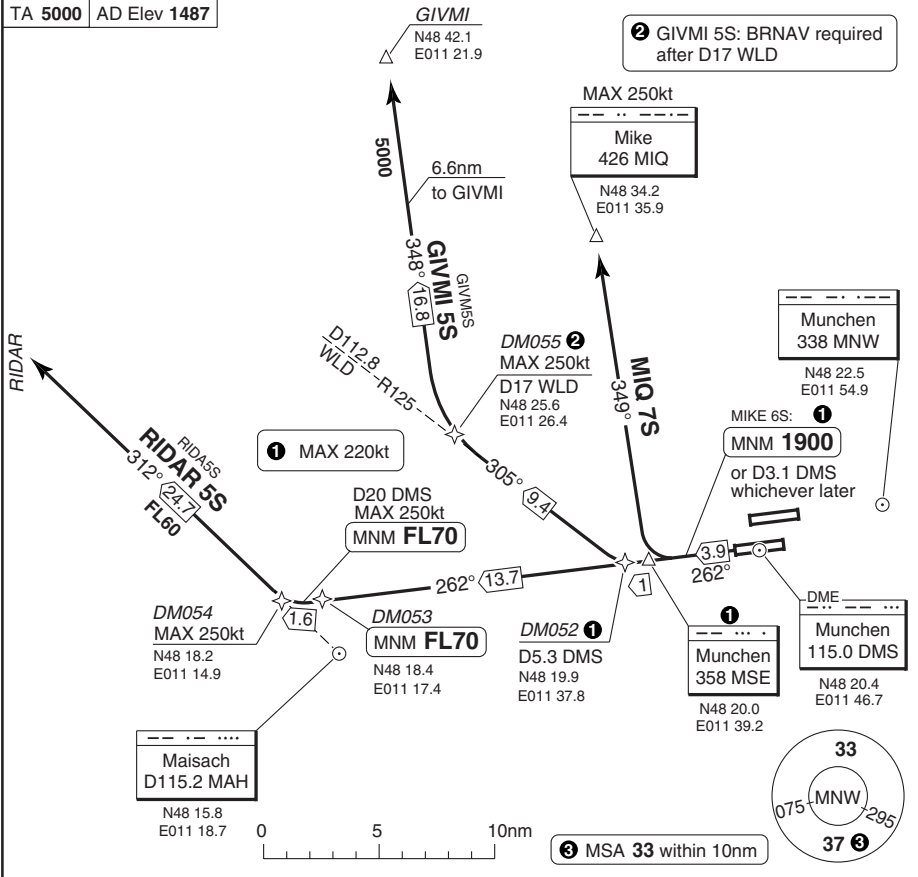 TA 5000 AD Elev 1487
GIVMI
N48 42.1
E011 21.9
❷ GIVMI 5S: BRNAV required
after D17 WLD
MAX 250kt
Mike
426 MIQ
N48 34.2
E011 35.9
5000
6.6nm
to GIVMI
348°
16.8
GIVMI 5S
GIVM5S
Munchen
338 MNW
N48 22.5
E011 54.9
RIDAR
D112.8
WLD
R125
DM055 ❷
MAX 250kt
D17 WLD
N48 25.6
E011 26.4
MIQ 7S
349°
MIKE 6S: ❶
MNM 1900
or D3.1 DMS
whichever later
RIDA5S
RIDAR 5S
312°
24.7
FL60
❶ MAX 220kt
305°
9.4
D20 DMS
MAX 250kt
MNM FL70
262°
13.7
1
3.9
262°
DM054
MAX 250kt
N48 18.2
E011 14.9
1.6
DM053
MNM FL70
N48 18.4
E011 17.4
DM052 ❶
D5.3 DMS
N48 19.9
E011 37.8
❶
Munchen
358 MSE
N48 20.0
E011 39.2
DME
Munchen
115.0 DMS
N48 20.4
E011 46.7
Maisach
D115.2 MAH
N48 15.8
E011 18.7
0 5 10nm
❸ MSA 33 within 10nm
33
075 MNW 295
37 ❸